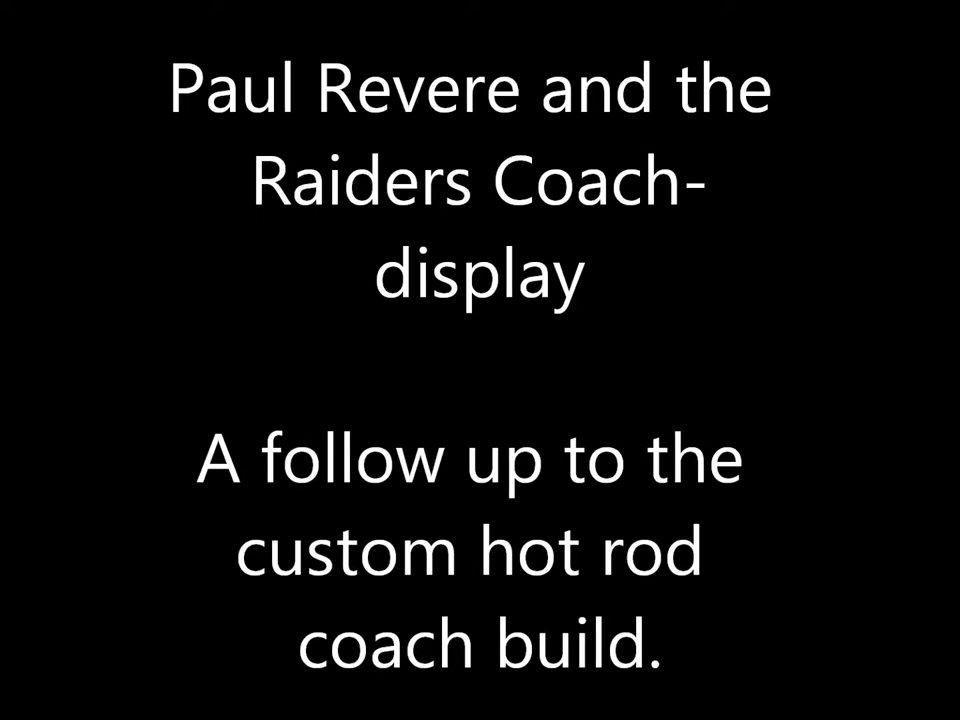 Paul Revere and the
Raiders Coach-
display
A follow up to the
custom hot rod
coach build.